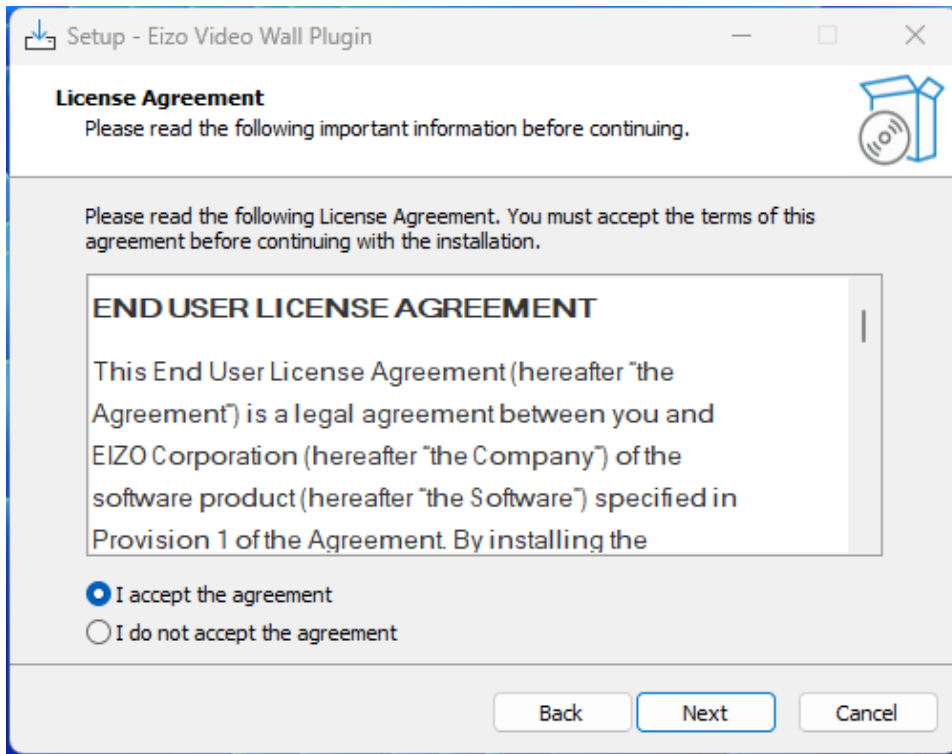 Setup - Eizo Video Wall Plugin
License Agreement
Please read the following important information before continuing.
Please read the following License Agreement. You must accept the terms of this
agreement before continuing with the installation.
END USER LICENSE AGREEMENT
This End User License Agreement (hereafter "the
Agreement") is a legal agreement between you and
EIZO Corporation (hereafter "the Company") of the
software product (hereafter "the Software") specified in
Provision 1 of the Agreement. By installing the
I accept the agreement
I do not accept the agreement
Back Next Cancel